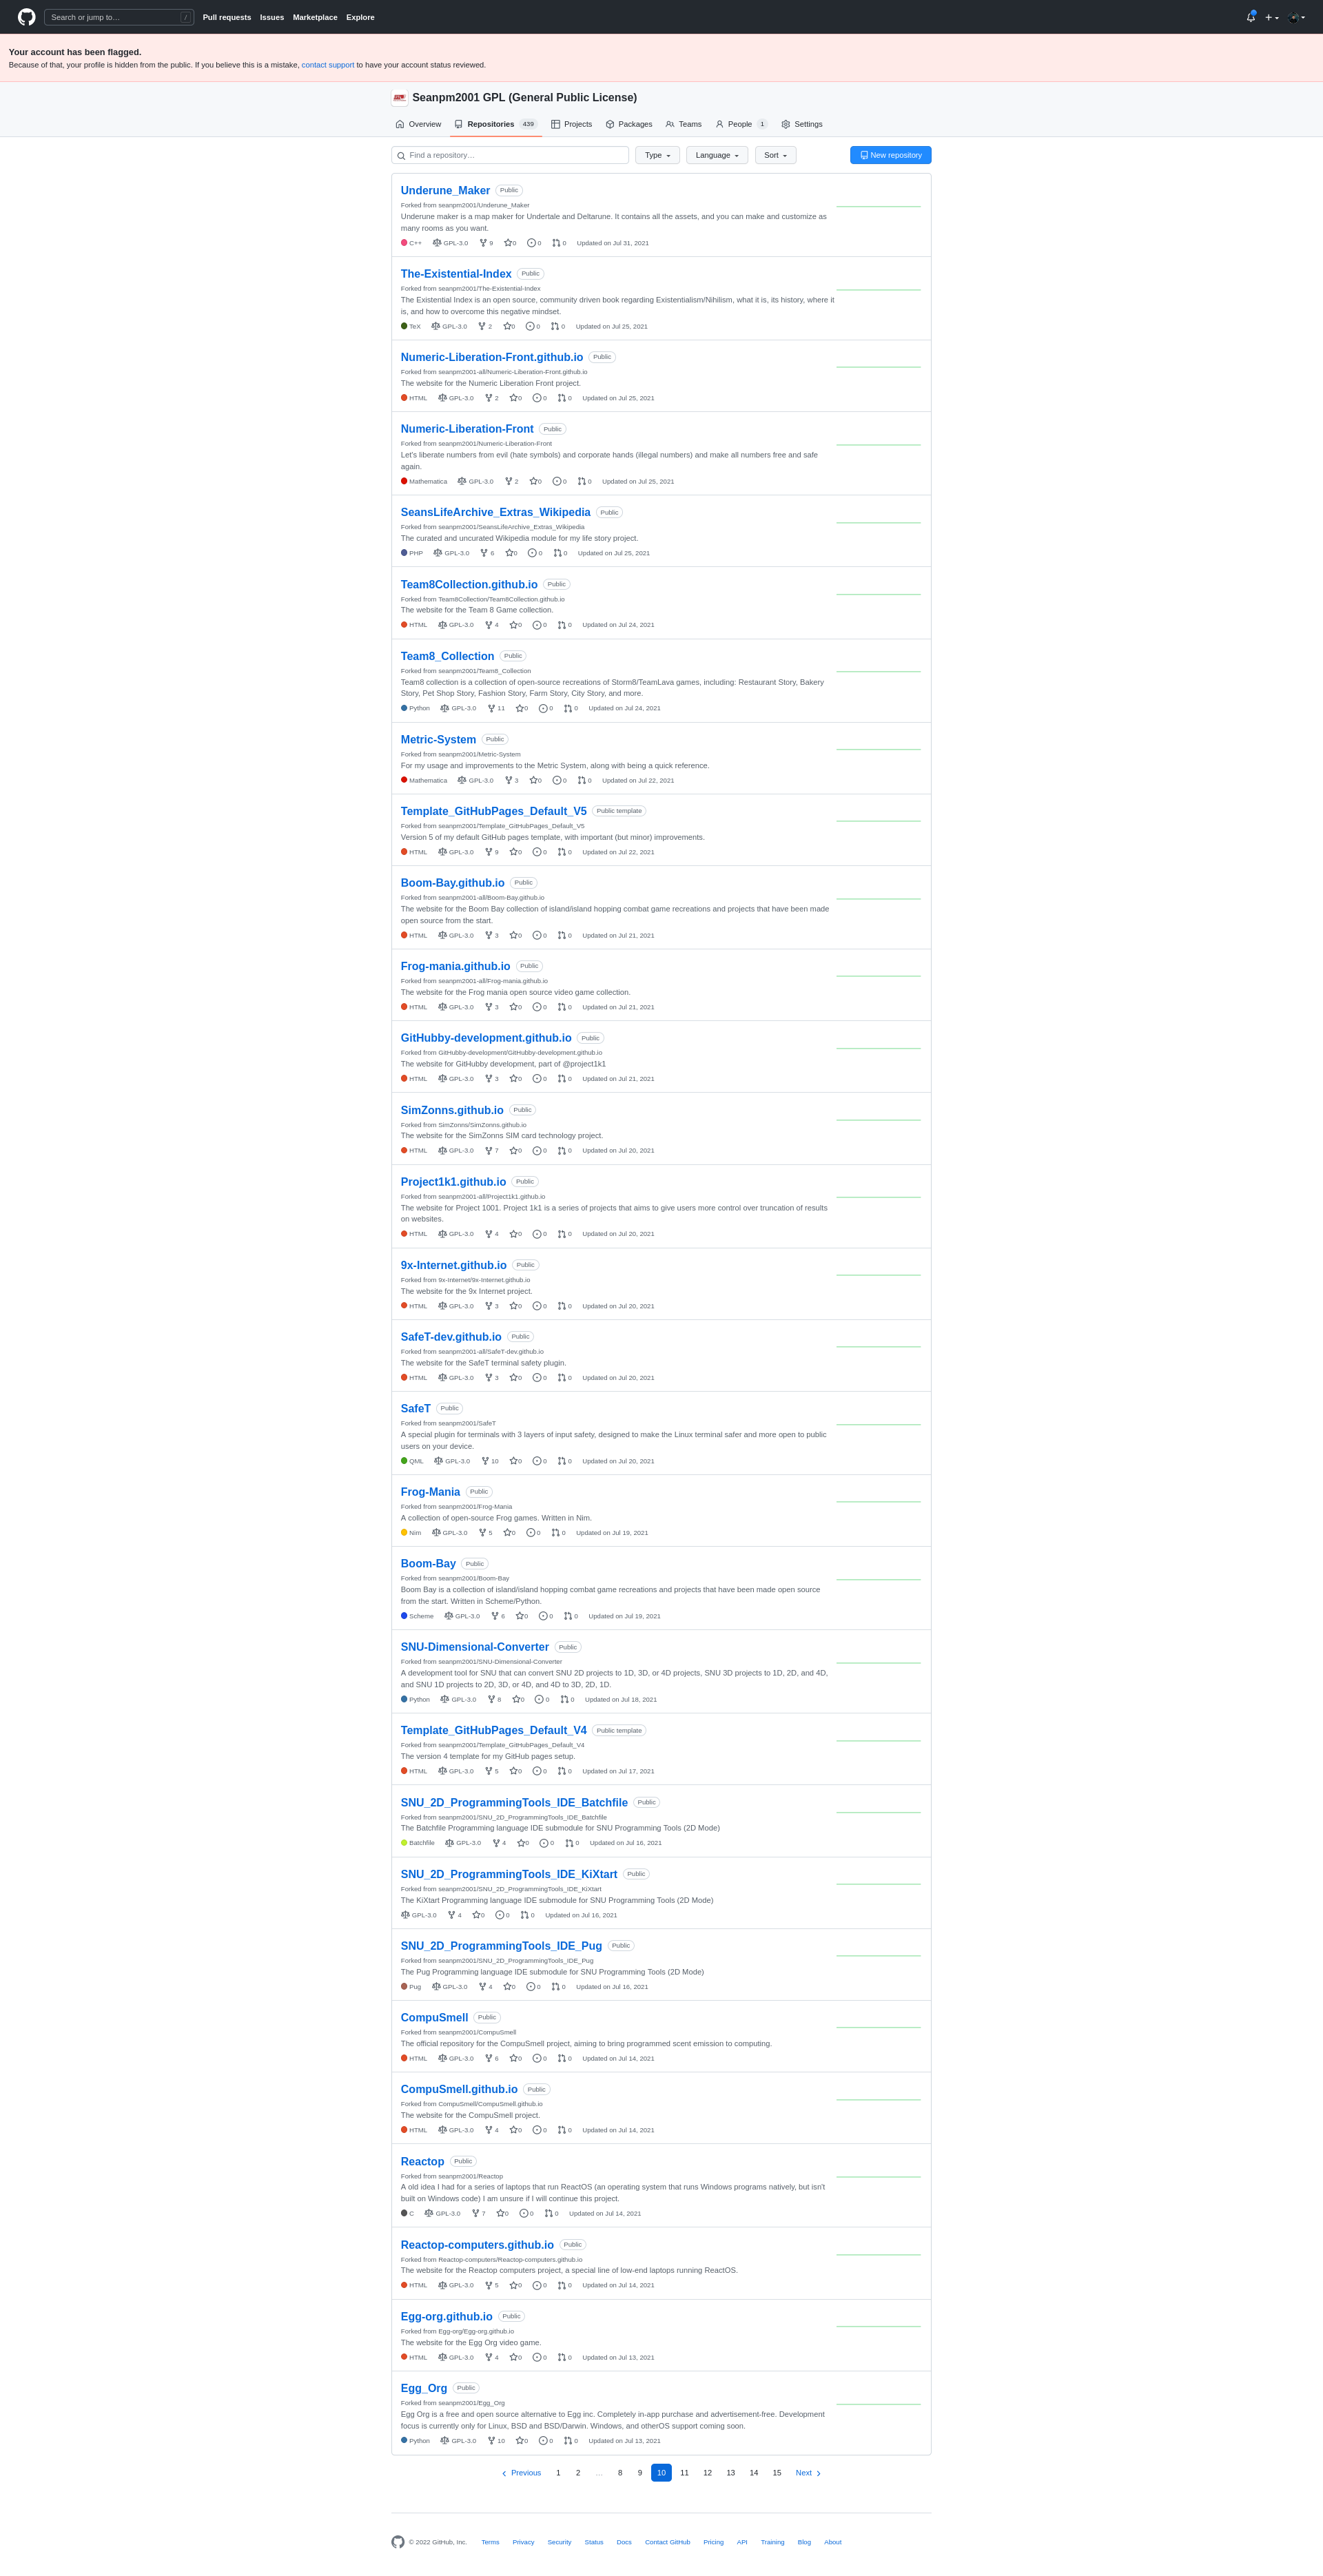 Search or jump to… /
Pull requests Issues Marketplace Explore
Your account has been flagged.
Because of that, your profile is hidden from the public. If you believe this is a mistake, contact support to have your account status reviewed.
Seanpm2001 GPL (General Public License)
Overview Repositories 439 Projects Packages Teams People 1 Settings
Find a repository… Type Language Sort New repository
Underune_Maker Public
Forked from seanpm2001/Underune_Maker
Underune maker is a map maker for Undertale and Deltarune. It contains all the assets, and you can make and customize as
many rooms as you want.
C++ GPL-3.0 9 0 0 0 Updated on Jul 31, 2021
The-Existential-Index Public
Forked from seanpm2001/The-Existential-Index
The Existential Index is an open source, community driven book regarding Existentialism/Nihilism, what it is, its history, where it
is, and how to overcome this negative mindset.
TeX GPL-3.0 2 0 0 0 Updated on Jul 25, 2021
Numeric-Liberation-Front.github.io Public
Forked from seanpm2001-all/Numeric-Liberation-Front.github.io
The website for the Numeric Liberation Front project.
HTML GPL-3.0 2 0 0 0 Updated on Jul 25, 2021
Numeric-Liberation-Front Public
Forked from seanpm2001/Numeric-Liberation-Front
Let's liberate numbers from evil (hate symbols) and corporate hands (illegal numbers) and make all numbers free and safe
again.
Mathematica GPL-3.0 2 0 0 0 Updated on Jul 25, 2021
SeansLifeArchive_Extras_Wikipedia Public
Forked from seanpm2001/SeansLifeArchive_Extras_Wikipedia
The curated and uncurated Wikipedia module for my life story project.
PHP GPL-3.0 6 0 0 0 Updated on Jul 25, 2021
Team8Collection.github.io Public
Forked from Team8Collection/Team8Collection.github.io
The website for the Team 8 Game collection.
HTML GPL-3.0 4 0 0 0 Updated on Jul 24, 2021
Team8_Collection Public
Forked from seanpm2001/Team8_Collection
Team8 collection is a collection of open-source recreations of Storm8/TeamLava games, including: Restaurant Story, Bakery
Story, Pet Shop Story, Fashion Story, Farm Story, City Story, and more.
Python GPL-3.0 11 0 0 0 Updated on Jul 24, 2021
Metric-System Public
Forked from seanpm2001/Metric-System
For my usage and improvements to the Metric System, along with being a quick reference.
Mathematica GPL-3.0 3 0 0 0 Updated on Jul 22, 2021
Template_GitHubPages_Default_V5 Public template
Forked from seanpm2001/Template_GitHubPages_Default_V5
Version 5 of my default GitHub pages template, with important (but minor) improvements.
HTML GPL-3.0 9 0 0 0 Updated on Jul 22, 2021
Boom-Bay.github.io Public
Forked from seanpm2001-all/Boom-Bay.github.io
The website for the Boom Bay collection of island/island hopping combat game recreations and projects that have been made
open source from the start.
HTML GPL-3.0 3 0 0 0 Updated on Jul 21, 2021
Frog-mania.github.io Public
Forked from seanpm2001-all/Frog-mania.github.io
The website for the Frog mania open source video game collection.
HTML GPL-3.0 3 0 0 0 Updated on Jul 21, 2021
GitHubby-development.github.io Public
Forked from GitHubby-development/GitHubby-development.github.io
The website for GitHubby development, part of @project1k1
HTML GPL-3.0 3 0 0 0 Updated on Jul 21, 2021
SimZonns.github.io Public
Forked from SimZonns/SimZonns.github.io
The website for the SimZonns SIM card technology project.
HTML GPL-3.0 7 0 0 0 Updated on Jul 20, 2021
Project1k1.github.io Public
Forked from seanpm2001-all/Project1k1.github.io
The website for Project 1001. Project 1k1 is a series of projects that aims to give users more control over truncation of results
on websites.
HTML GPL-3.0 4 0 0 0 Updated on Jul 20, 2021
9x-Internet.github.io Public
Forked from 9x-Internet/9x-Internet.github.io
The website for the 9x Internet project.
HTML GPL-3.0 3 0 0 0 Updated on Jul 20, 2021
SafeT-dev.github.io Public
Forked from seanpm2001-all/SafeT-dev.github.io
The website for the SafeT terminal safety plugin.
HTML GPL-3.0 3 0 0 0 Updated on Jul 20, 2021
SafeT Public
Forked from seanpm2001/SafeT
A special plugin for terminals with 3 layers of input safety, designed to make the Linux terminal safer and more open to public
users on your device.
QML GPL-3.0 10 0 0 0 Updated on Jul 20, 2021
Frog-Mania Public
Forked from seanpm2001/Frog-Mania
A collection of open-source Frog games. Written in Nim.
Nim GPL-3.0 5 0 0 0 Updated on Jul 19, 2021
Boom-Bay Public
Forked from seanpm2001/Boom-Bay
Boom Bay is a collection of island/island hopping combat game recreations and projects that have been made open source
from the start. Written in Scheme/Python.
Scheme GPL-3.0 6 0 0 0 Updated on Jul 19, 2021
SNU-Dimensional-Converter Public
Forked from seanpm2001/SNU-Dimensional-Converter
A development tool for SNU that can convert SNU 2D projects to 1D, 3D, or 4D projects, SNU 3D projects to 1D, 2D, and 4D,
and SNU 1D projects to 2D, 3D, or 4D, and 4D to 3D, 2D, 1D.
Python GPL-3.0 8 0 0 0 Updated on Jul 18, 2021
Template_GitHubPages_Default_V4 Public template
Forked from seanpm2001/Template_GitHubPages_Default_V4
The version 4 template for my GitHub pages setup.
HTML GPL-3.0 5 0 0 0 Updated on Jul 17, 2021
SNU_2D_ProgrammingTools_IDE_Batchfile Public
Forked from seanpm2001/SNU_2D_ProgrammingTools_IDE_Batchfile
The Batchfile Programming language IDE submodule for SNU Programming Tools (2D Mode)
Batchfile GPL-3.0 4 0 0 0 Updated on Jul 16, 2021
SNU_2D_ProgrammingTools_IDE_KiXtart Public
Forked from seanpm2001/SNU_2D_ProgrammingTools_IDE_KiXtart
The KiXtart Programming language IDE submodule for SNU Programming Tools (2D Mode)
GPL-3.0 4 0 0 0 Updated on Jul 16, 2021
SNU_2D_ProgrammingTools_IDE_Pug Public
Forked from seanpm2001/SNU_2D_ProgrammingTools_IDE_Pug
The Pug Programming language IDE submodule for SNU Programming Tools (2D Mode)
Pug GPL-3.0 4 0 0 0 Updated on Jul 16, 2021
CompuSmell Public
Forked from seanpm2001/CompuSmell
The official repository for the CompuSmell project, aiming to bring programmed scent emission to computing.
HTML GPL-3.0 6 0 0 0 Updated on Jul 14, 2021
CompuSmell.github.io Public
Forked from CompuSmell/CompuSmell.github.io
The website for the CompuSmell project.
HTML GPL-3.0 4 0 0 0 Updated on Jul 14, 2021
Reactop Public
Forked from seanpm2001/Reactop
A old idea I had for a series of laptops that run ReactOS (an operating system that runs Windows programs natively, but isn't
built on Windows code) I am unsure if I will continue this project.
C GPL-3.0 7 0 0 0 Updated on Jul 14, 2021
Reactop-computers.github.io Public
Forked from Reactop-computers/Reactop-computers.github.io
The website for the Reactop computers project, a special line of low-end laptops running ReactOS.
HTML GPL-3.0 5 0 0 0 Updated on Jul 14, 2021
Egg-org.github.io Public
Forked from Egg-org/Egg-org.github.io
The website for the Egg Org video game.
HTML GPL-3.0 4 0 0 0 Updated on Jul 13, 2021
Egg_Org Public
Forked from seanpm2001/Egg_Org
Egg Org is a free and open source alternative to Egg inc. Completely in-app purchase and advertisement-free. Development
focus is currently only for Linux, BSD and BSD/Darwin. Windows, and otherOS support coming soon.
Python GPL-3.0 10 0 0 0 Updated on Jul 13, 2021
Previous 1 2 … 8 9 10 11 12 13 14 15 Next
© 2022 GitHub, Inc. Terms Privacy Security Status Docs Contact GitHub Pricing API Training Blog About